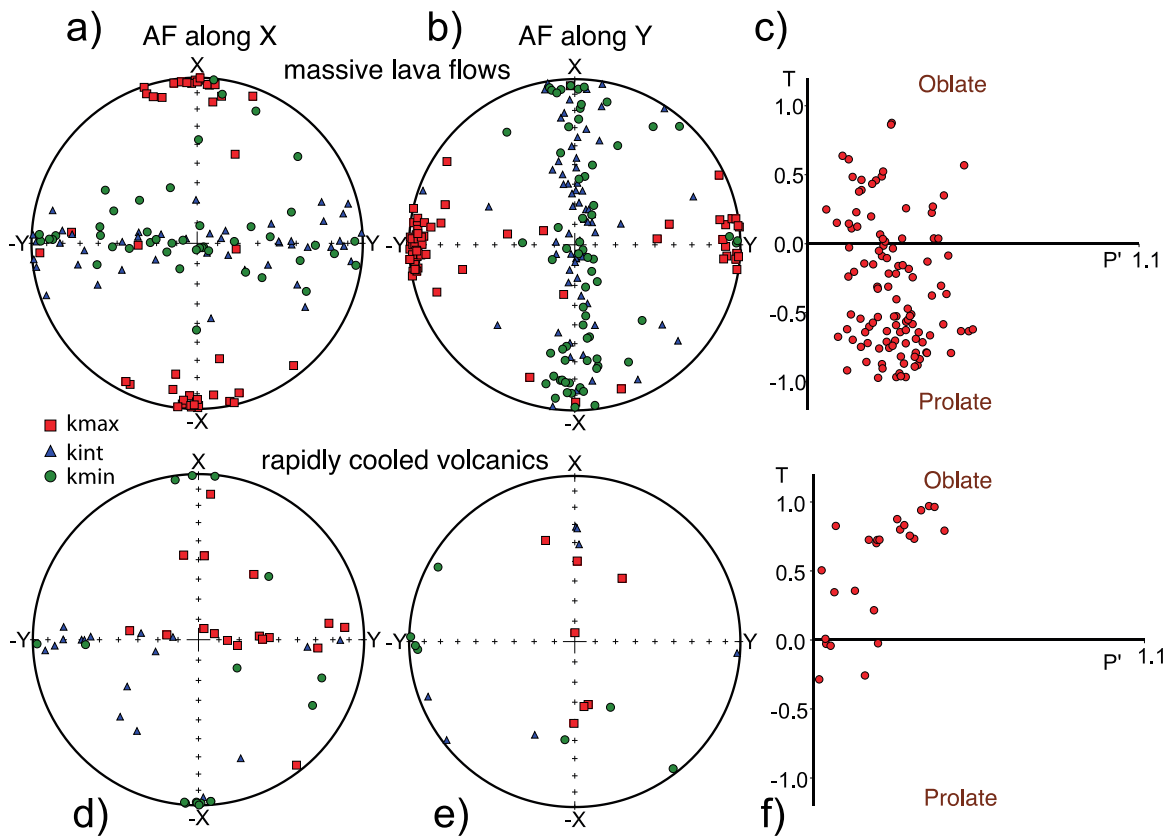 a)
AF along X
b)
AF along Y
c)
massive lava flows
X
-Y
Y
-X
X
-Y
Y
-X
T
Oblate
1.0
0.5
0.0
-0.5
-1.0
P' 1.1
Prolate
kmax
kint
kmin
rapidly cooled volcanics
X
-Y
Y
-X
X
-Y
Y
-X
T
Oblate
1.0
0.5
0.0
-0.5
-1.0
P' 1.1
Prolate
d)
e)
f)